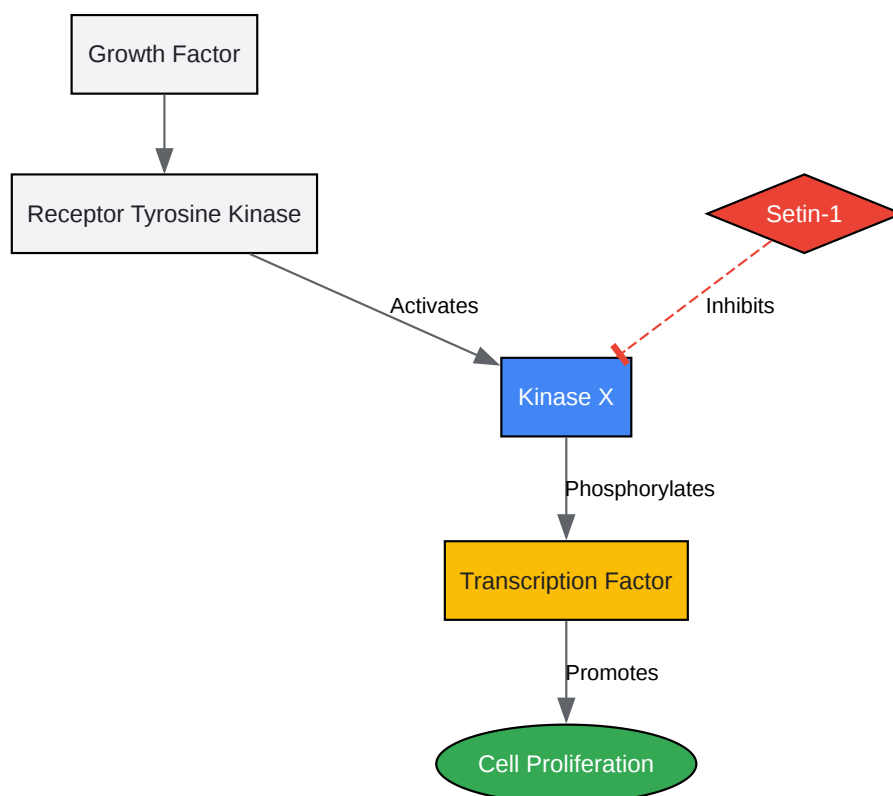 Growth Factor
Receptor Tyrosine Kinase
Setin-1
Activates
Inhibits
Kinase X
Phosphorylates
Transcription Factor
Promotes
Cell Proliferation